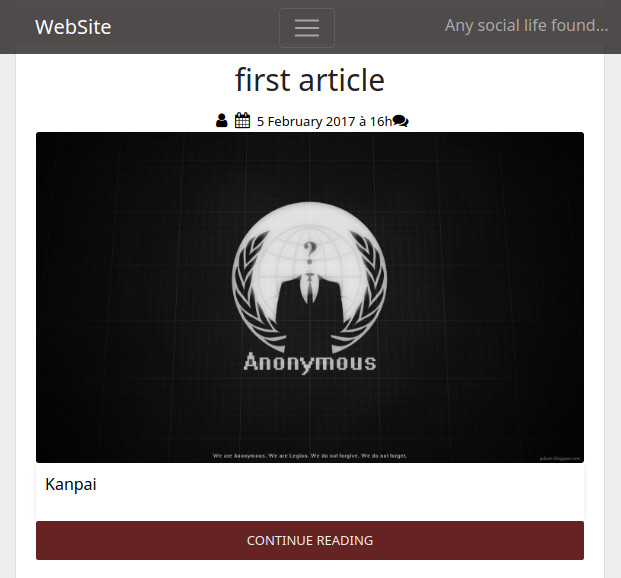 WebSite
Any social life found...
first article
5 February 2017 à 16h
?
Anonymous
We are Anonymous. We are Legion. We do not forgive. We do not forget.
Kanpai
CONTINUE READING